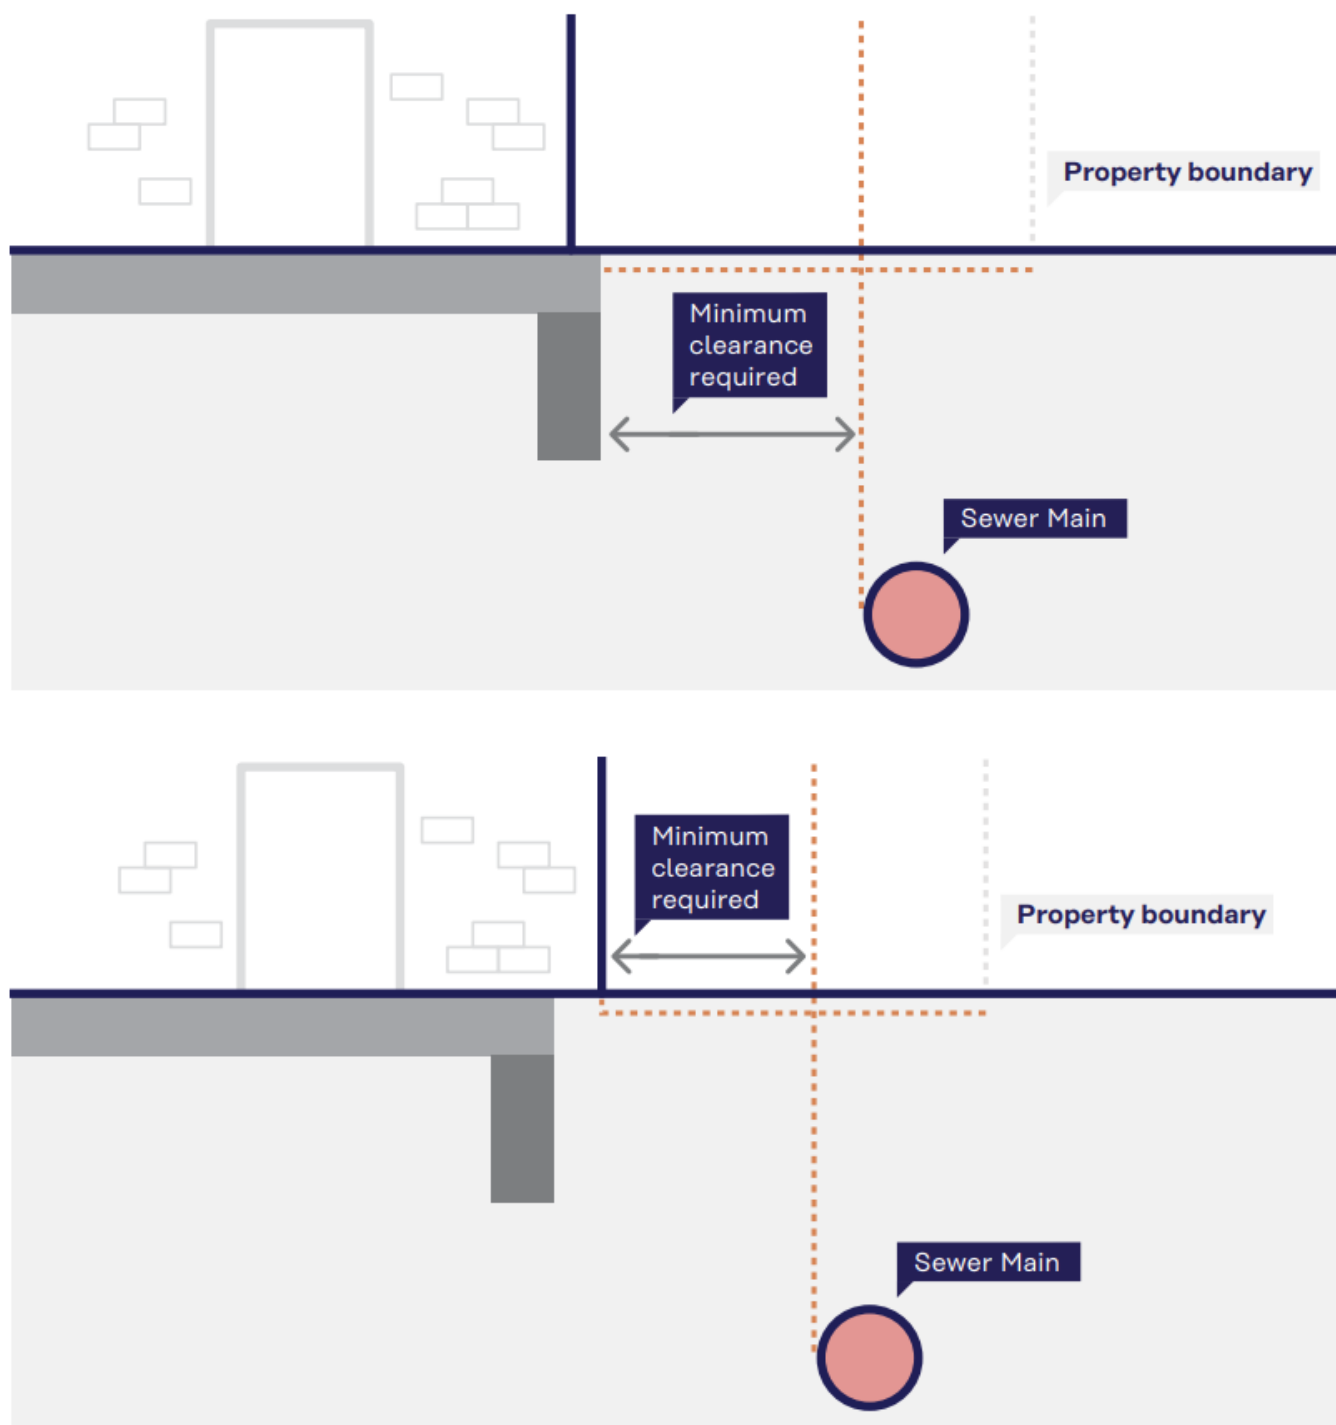 Property boundary
Minimum
clearance
required
Sewer Main
Minimum
clearance
required
Property boundary
Sewer Main